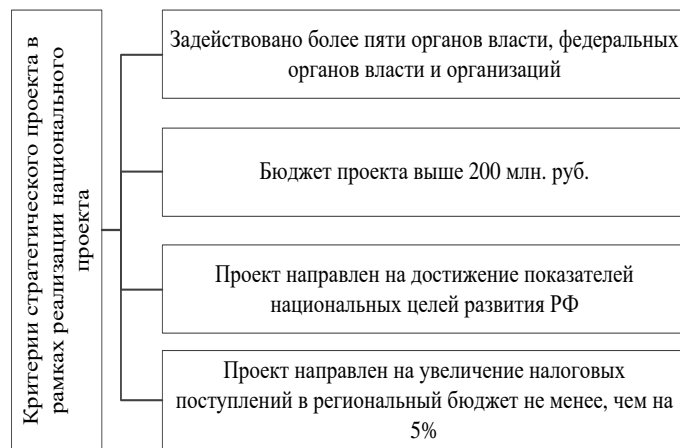 Критерии стратегического проекта в
рамках реализации национального
проекта
Задействовано более пяти органов власти, федеральных
органов власти и организаций
Бюджет проекта выше 200 млн. руб.
Проект направлен на достижение показателей
национальных целей развития РФ
Проект направлен на увеличение налоговых
поступлений в региональный бюджет не менее, чем на
5%